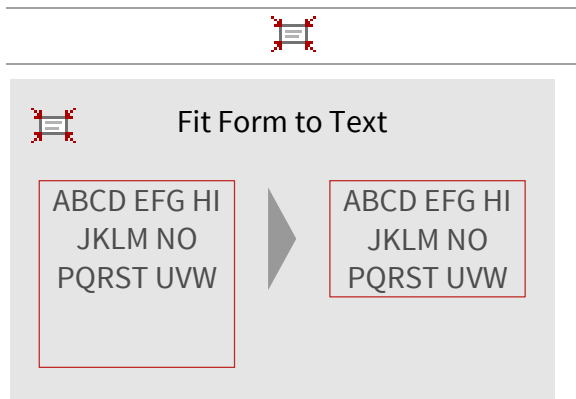 Fit Form to Text
ABCD EFG HI
JKLM NO
PQRST UVW
ABCD EFG HI
JKLM NO
PQRST UVW